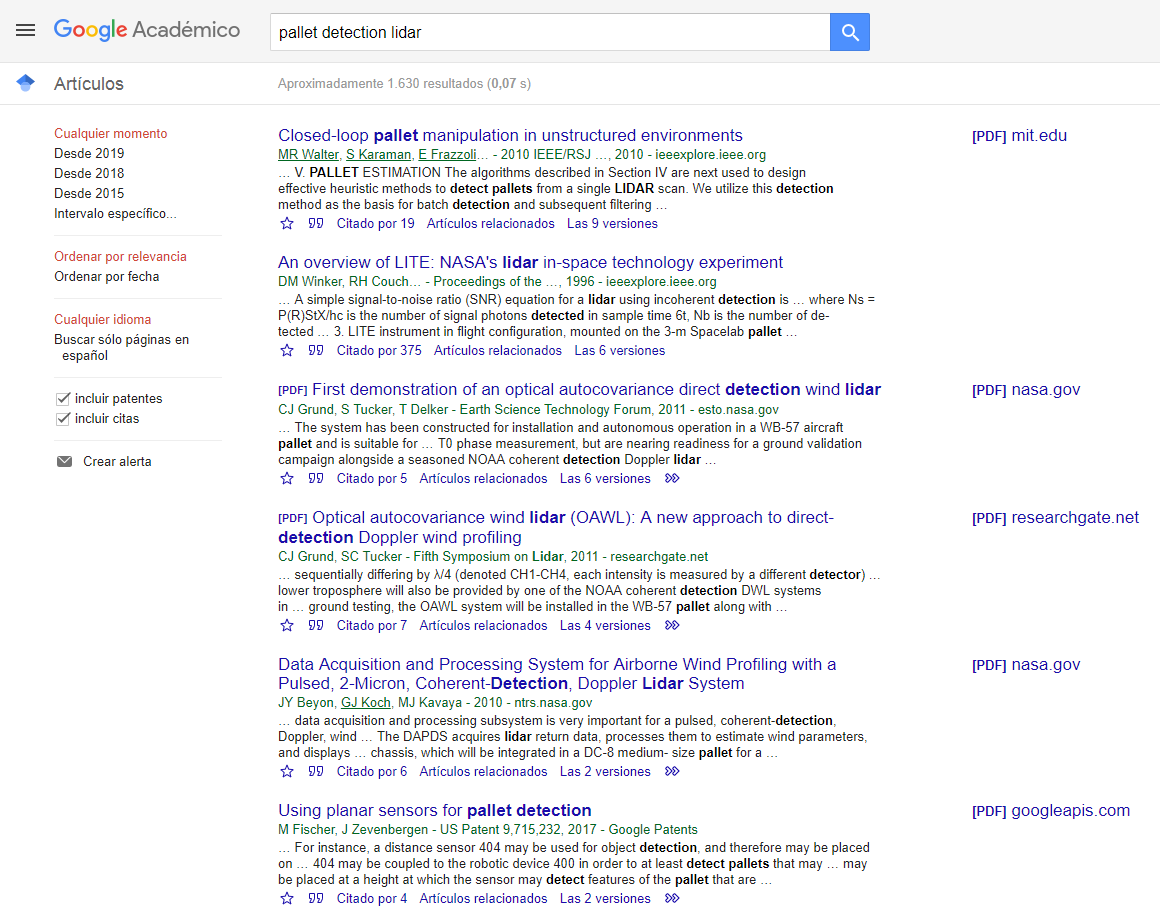 Google Académico
pallet detection lidar
Artículos
Aproximadamente 1.630 resultados (0,07 s)
Cualquier momento
Desde 2019
Desde 2018
Desde 2015
Intervalo específico...
Ordenar por relevancia
Ordenar por fecha
Cualquier idioma
Buscar sólo páginas en
español
incluir patentes
incluir citas
Crear alerta
Closed-loop pallet manipulation in unstructured environments
[PDF] mit.edu
MR Walter, S Karaman, E Frazzoli… - 2010 IEEE/RSJ …, 2010 - ieeexplore.ieee.org
… V. PALLET ESTIMATION The algorithms described in Section IV are next used to design
effective heuristic methods to detect pallets from a single LIDAR scan. We utilize this detection
method as the basis for batch detection and subsequent filtering …
Citado por 19 Artículos relacionados Las 9 versiones
An overview of LITE: NASA's lidar in-space technology experiment
DM Winker, RH Couch… - Proceedings of the …, 1996 - ieeexplore.ieee.org
… A simple signal-to-noise ratio (SNR) equation for a lidar using incoherent detection is … where Ns =
P(R)StX/hc is the number of signal photons detected in sample time 6t, Nb is the number of de-
tected … 3. LITE instrument in flight configuration, mounted on the 3-m Spacelab pallet …
Citado por 375 Artículos relacionados Las 6 versiones
[PDF] First demonstration of an optical autocovariance direct detection wind lidar
[PDF] nasa.gov
CJ Grund, S Tucker, T Delker - Earth Science Technology Forum, 2011 - esto.nasa.gov
… The system has been constructed for installation and autonomous operation in a WB-57 aircraft
pallet and is suitable for … T0 phase measurement, but are nearing readiness for a ground validation
campaign alongside a seasoned NOAA coherent detection Doppler lidar …
Citado por 5 Artículos relacionados Las 6 versiones
[PDF] Optical autocovariance wind lidar (OAWL): A new approach to direct-
detection Doppler wind profiling
[PDF] researchgate.net
CJ Grund, SC Tucker - Fifth Symposium on Lidar, 2011 - researchgate.net
… sequentially differing by λ/4 (denoted CH1-CH4, each intensity is measured by a different detector) …
lower troposphere will also be provided by one of the NOAA coherent detection DWL systems
in … ground testing, the OAWL system will be installed in the WB-57 pallet along with …
Citado por 7 Artículos relacionados Las 4 versiones
Data Acquisition and Processing System for Airborne Wind Profiling with a
Pulsed, 2-Micron, Coherent-Detection, Doppler Lidar System
[PDF] nasa.gov
JY Beyon, GJ Koch, MJ Kavaya - 2010 - ntrs.nasa.gov
… data acquisition and processing subsystem is very important for a pulsed, coherent-detection,
Doppler, wind … The DAPDS acquires lidar return data, processes them to estimate wind parameters,
and displays … chassis, which will be integrated in a DC-8 medium- size pallet for a …
Citado por 6 Artículos relacionados Las 2 versiones
Using planar sensors for pallet detection
[PDF] googleapis.com
M Fischer, J Zevenbergen - US Patent 9,715,232, 2017 - Google Patents
… For instance, a distance sensor 404 may be used for object detection, and therefore may be placed
on … 404 may be coupled to the robotic device 400 in order to at least detect pallets that may … may
be placed at a height at which the sensor may detect features of the pallet that are …
Citado por 4 Artículos relacionados Las 2 versiones